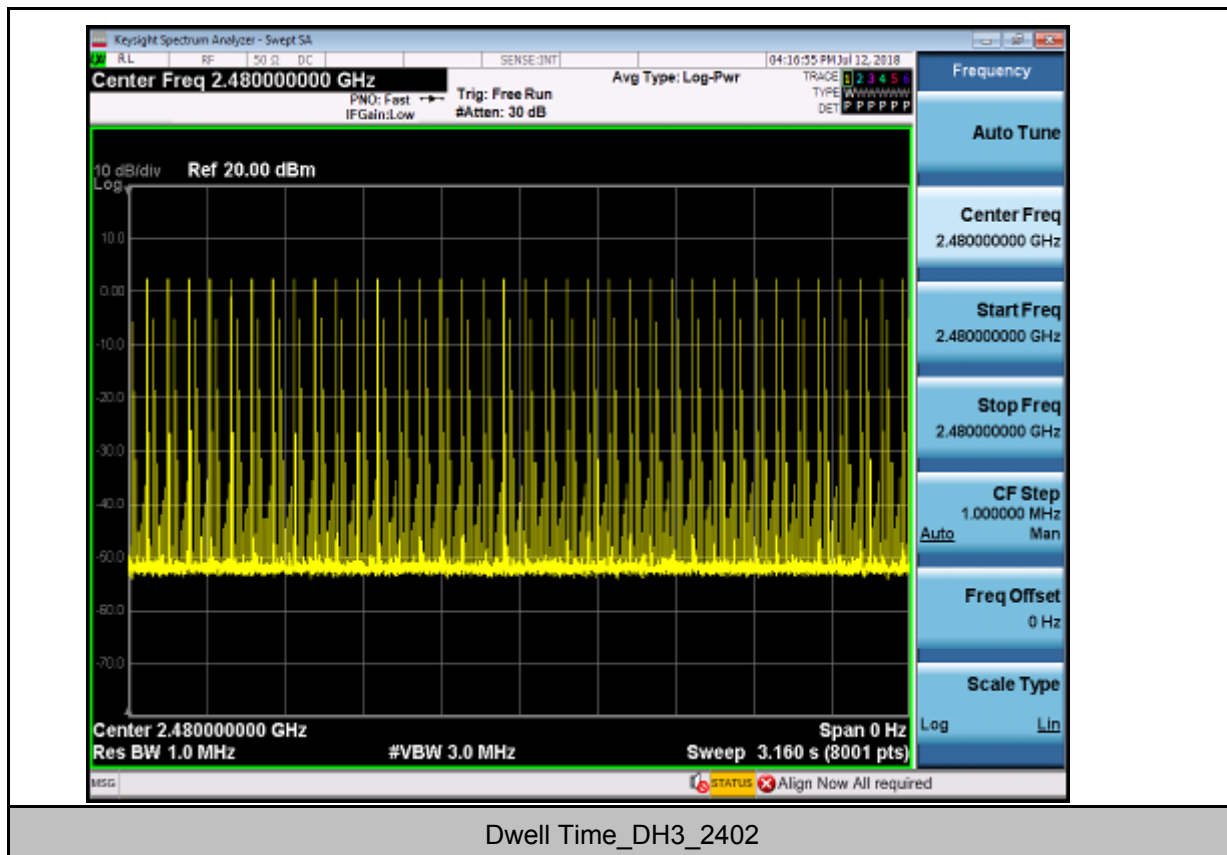 Keysight Spectrum Analyzer - Swept SA
RL RF 50 Ω DC SENSE:INT 04:16:55 PM Jul 12, 2018
Center Freq 2.480000000 GHz
PNO: Fast
IFGain:Low
Trig: Free Run
#Atten: 30 dB
Avg Type: Log-Pwr
TRACE 1 2 3 4 5 6
TYPE W W W W W W
DET P P P P P P
10 dB/div Ref 20.00 dBm
Log
10.0
0.00
-10.0
-20.0
-30.0
-40.0
-50.0
-60.0
-70.0
Center 2.480000000 GHz Span 0 Hz
Res BW 1.0 MHz #VBW 3.0 MHz Sweep 3.160 s (8001 pts)
MSG STATUS Align Now All required
Frequency
Auto Tune
Center Freq
2.480000000 GHz
Start Freq
2.480000000 GHz
Stop Freq
2.480000000 GHz
CF Step
1.000000 MHz
Auto Man
Freq Offset
0 Hz
Scale Type
Log Lin
Dwell Time_DH3_2402